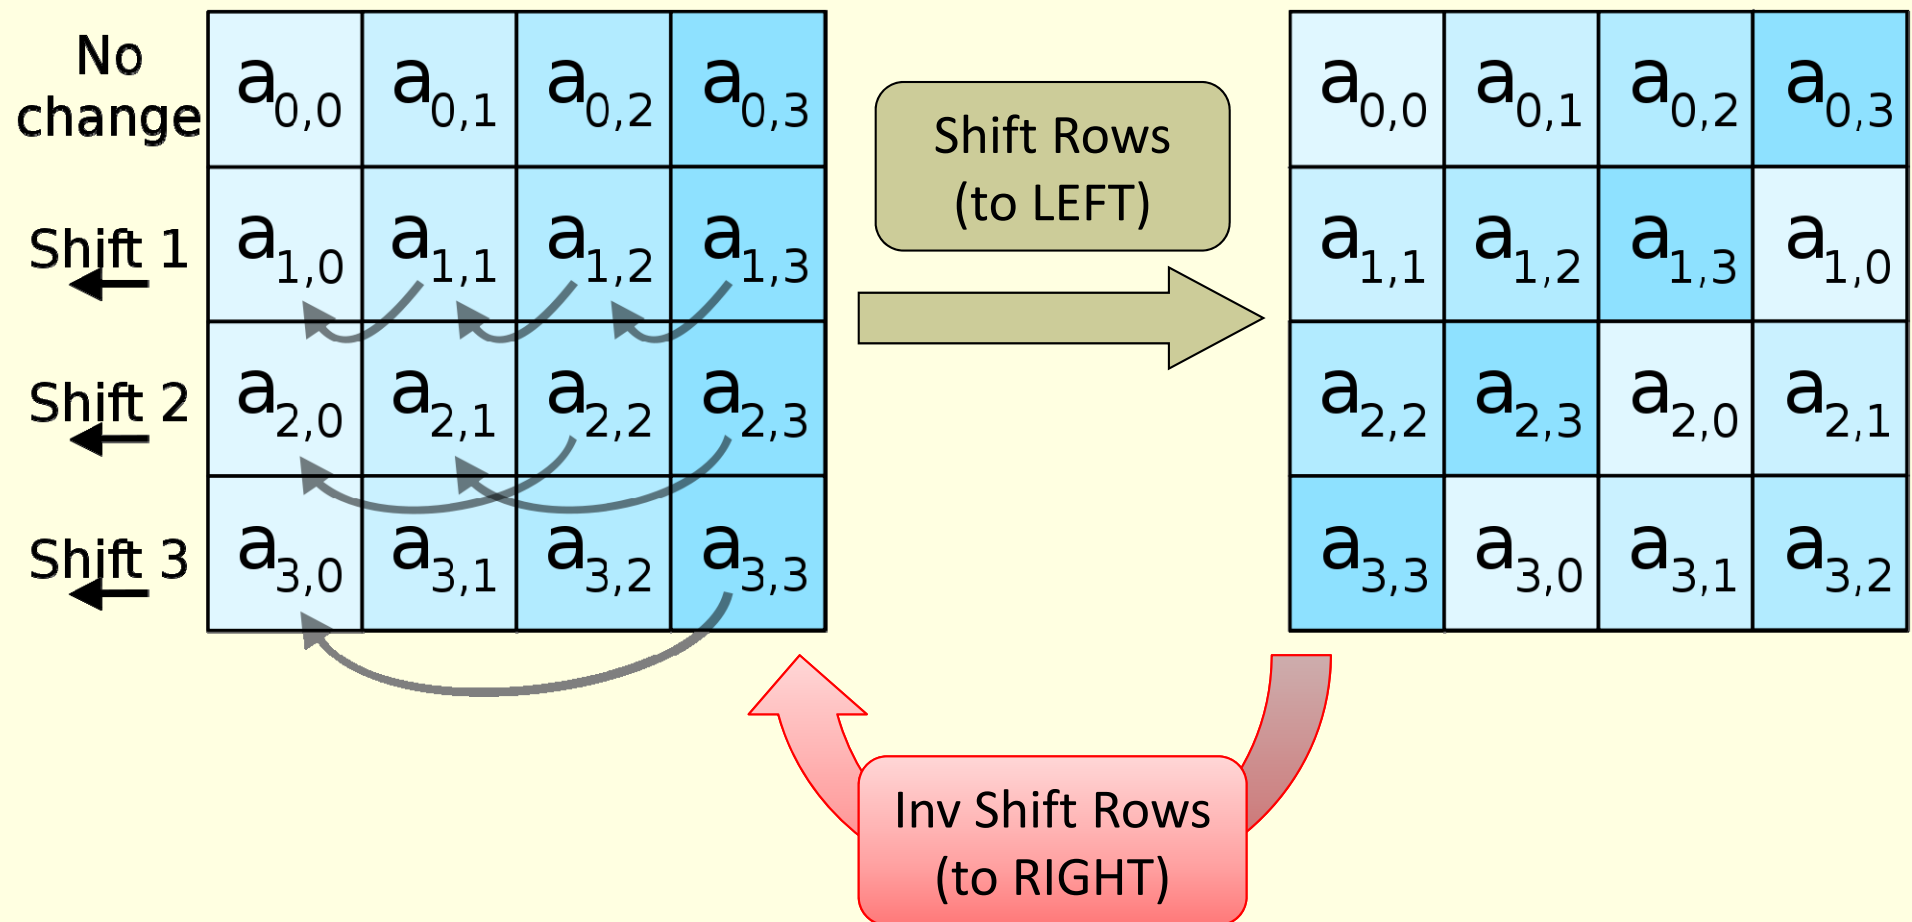 No
change
a0,0 a0,1 a0,2 a0,3
Shift 1
a1,0 a1,1 a1,2 a1,3
Shift 2
a2,0 a2,1 a2,2 a2,3
Shift 3
a3,0 a3,1 a3,2 a3,3
Shift Rows
(to LEFT)
a0,0 a0,1 a0,2 a0,3
a1,1 a1,2 a1,3 a1,0
a2,2 a2,3 a2,0 a2,1
a3,3 a3,0 a3,1 a3,2
Inv Shift Rows
(to RIGHT)